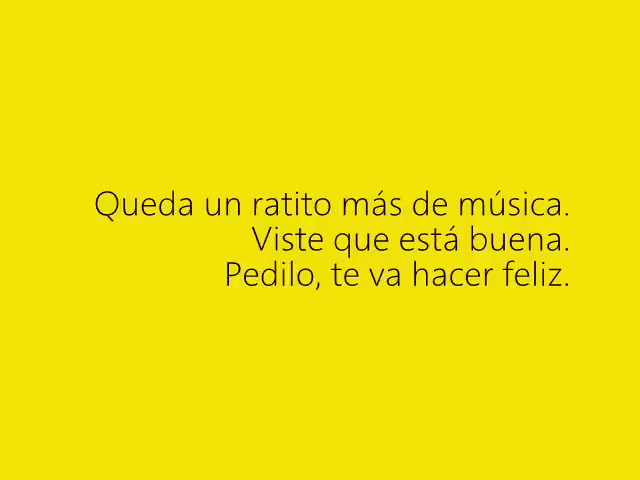 Queda un ratito más de música.
Viste que está buena.
Pedilo, te va hacer feliz.